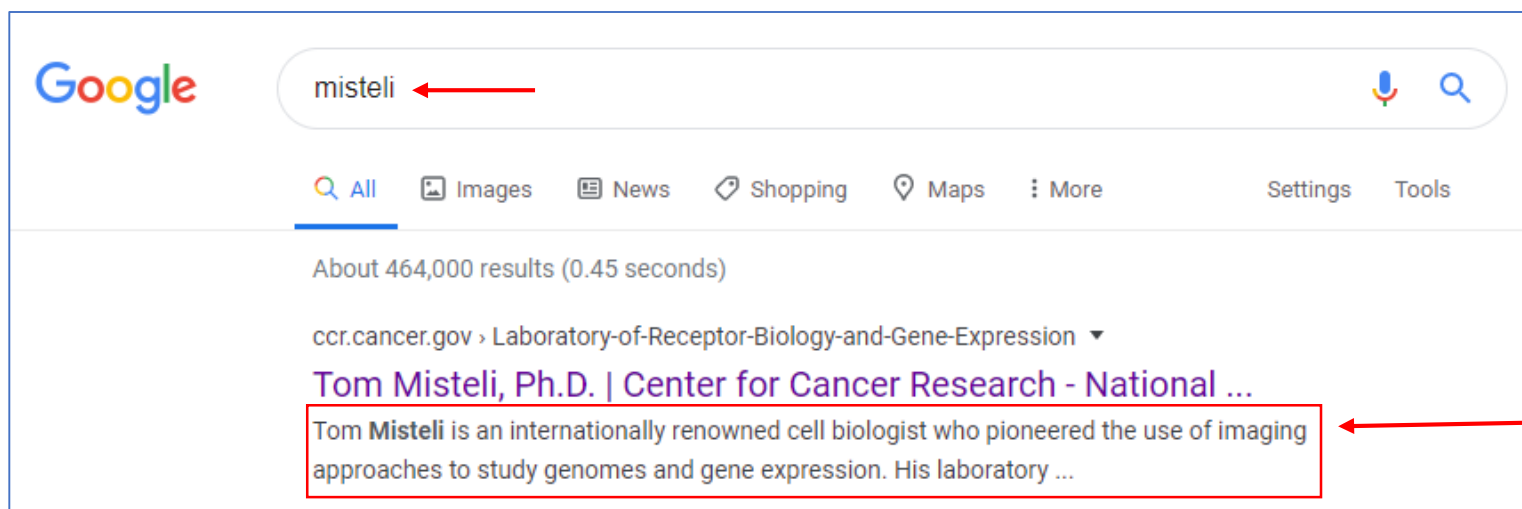 Google
misteli
All Images News Shopping Maps More Settings Tools
About 464,000 results (0.45 seconds)
ccr.cancer.gov › Laboratory-of-Receptor-Biology-and-Gene-Expression
Tom Misteli, Ph.D. | Center for Cancer Research - National ...
Tom Misteli is an internationally renowned cell biologist who pioneered the use of imaging
approaches to study genomes and gene expression. His laboratory ...